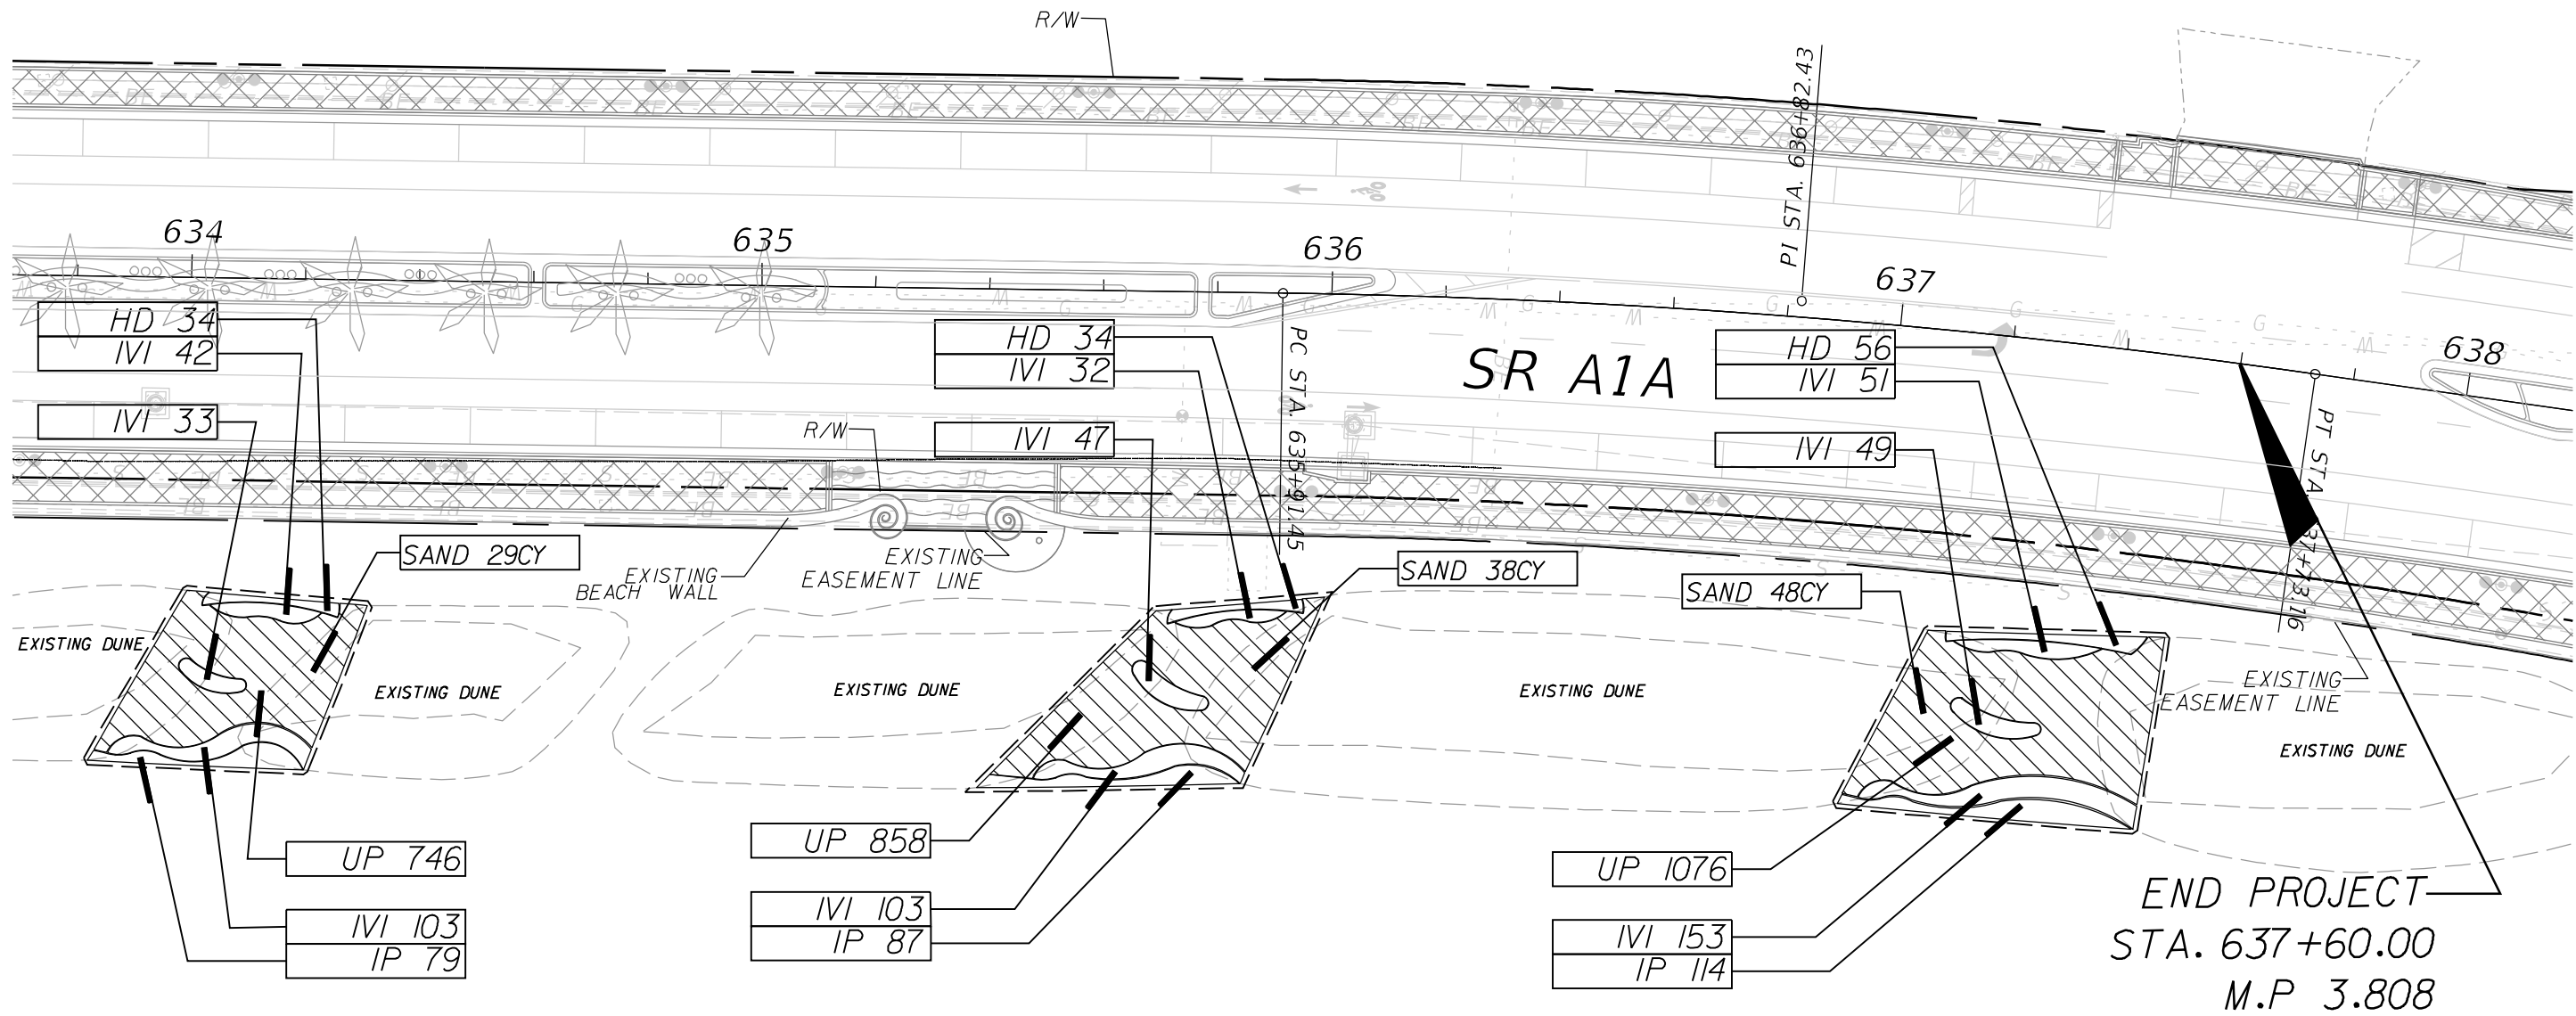 R/W
PI STA. 636+82.43
634
635
636
637
638
HD 34
IVI 42
IVI 33
HD 34
IVI 32
IVI 47
PC STA. 635+91.45
SR A1A
HD 56
IVI 51
IVI 49
R/W
SAND 29CY
EXISTING
BEACH WALL
EXISTING
EASEMENT LINE
SAND 38CY
SAND 48CY
EXISTING DUNE
EXISTING DUNE
EXISTING DUNE
EXISTING DUNE
EXISTING
EASEMENT LINE
EXISTING DUNE
UP 746
IVI 103
IP 79
UP 858
IVI 103
IP 87
UP 1076
IVI 153
IP 114
END PROJECT
STA. 637+60.00
M.P 3.808